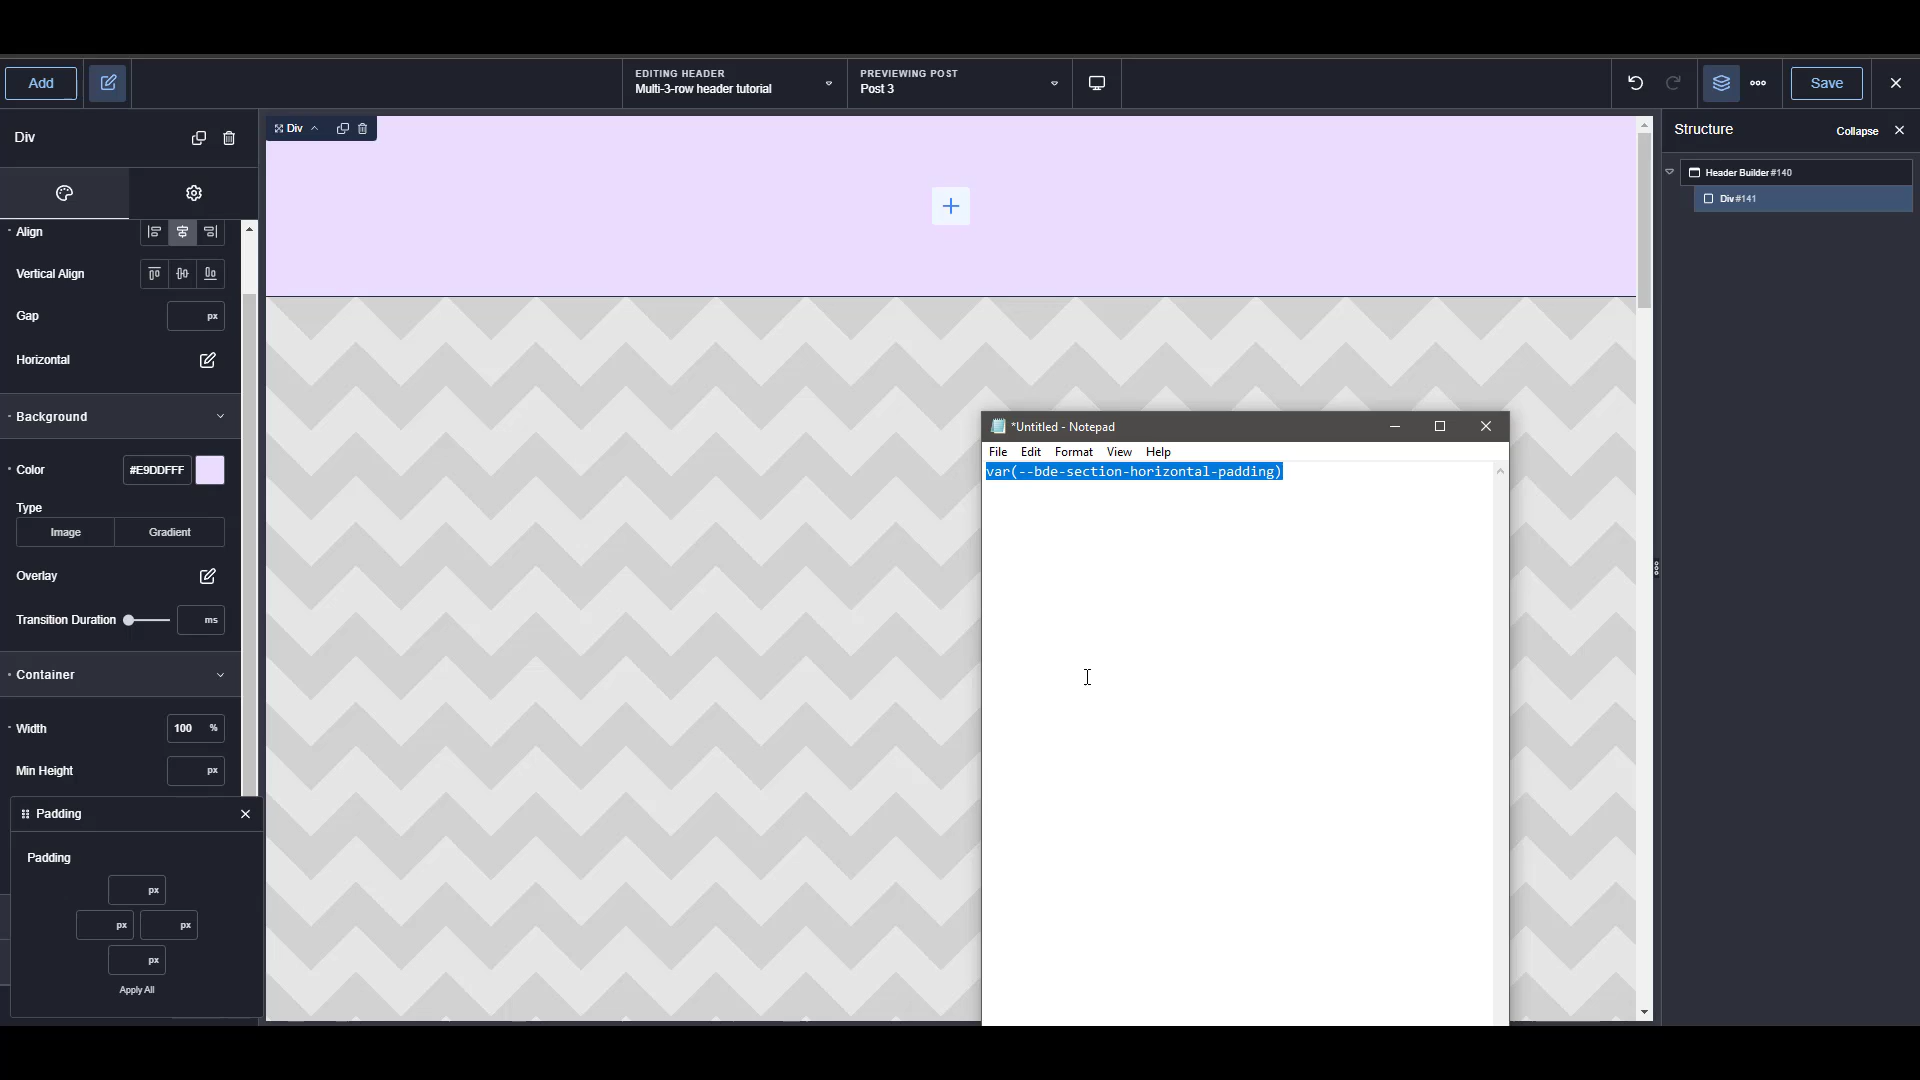 Add
EDITING HEADER
Multi-3-row header tutorial
PREVIEWING POST
Post 3
Save
Div
Div
Structure
Collapse
Header Builder #140
Div #141
Align
Vertical Align
Gap
px
Horizontal
Background
Color
#E9DDFFF
Type
Image
Gradient
Overlay
Transition Duration
ms
Container
Width
100 %
Min Height
px
Padding
Padding
px
px
px
px
Apply All
*Untitled - Notepad
File Edit Format View Help
var(--bde-section-horizontal-padding)